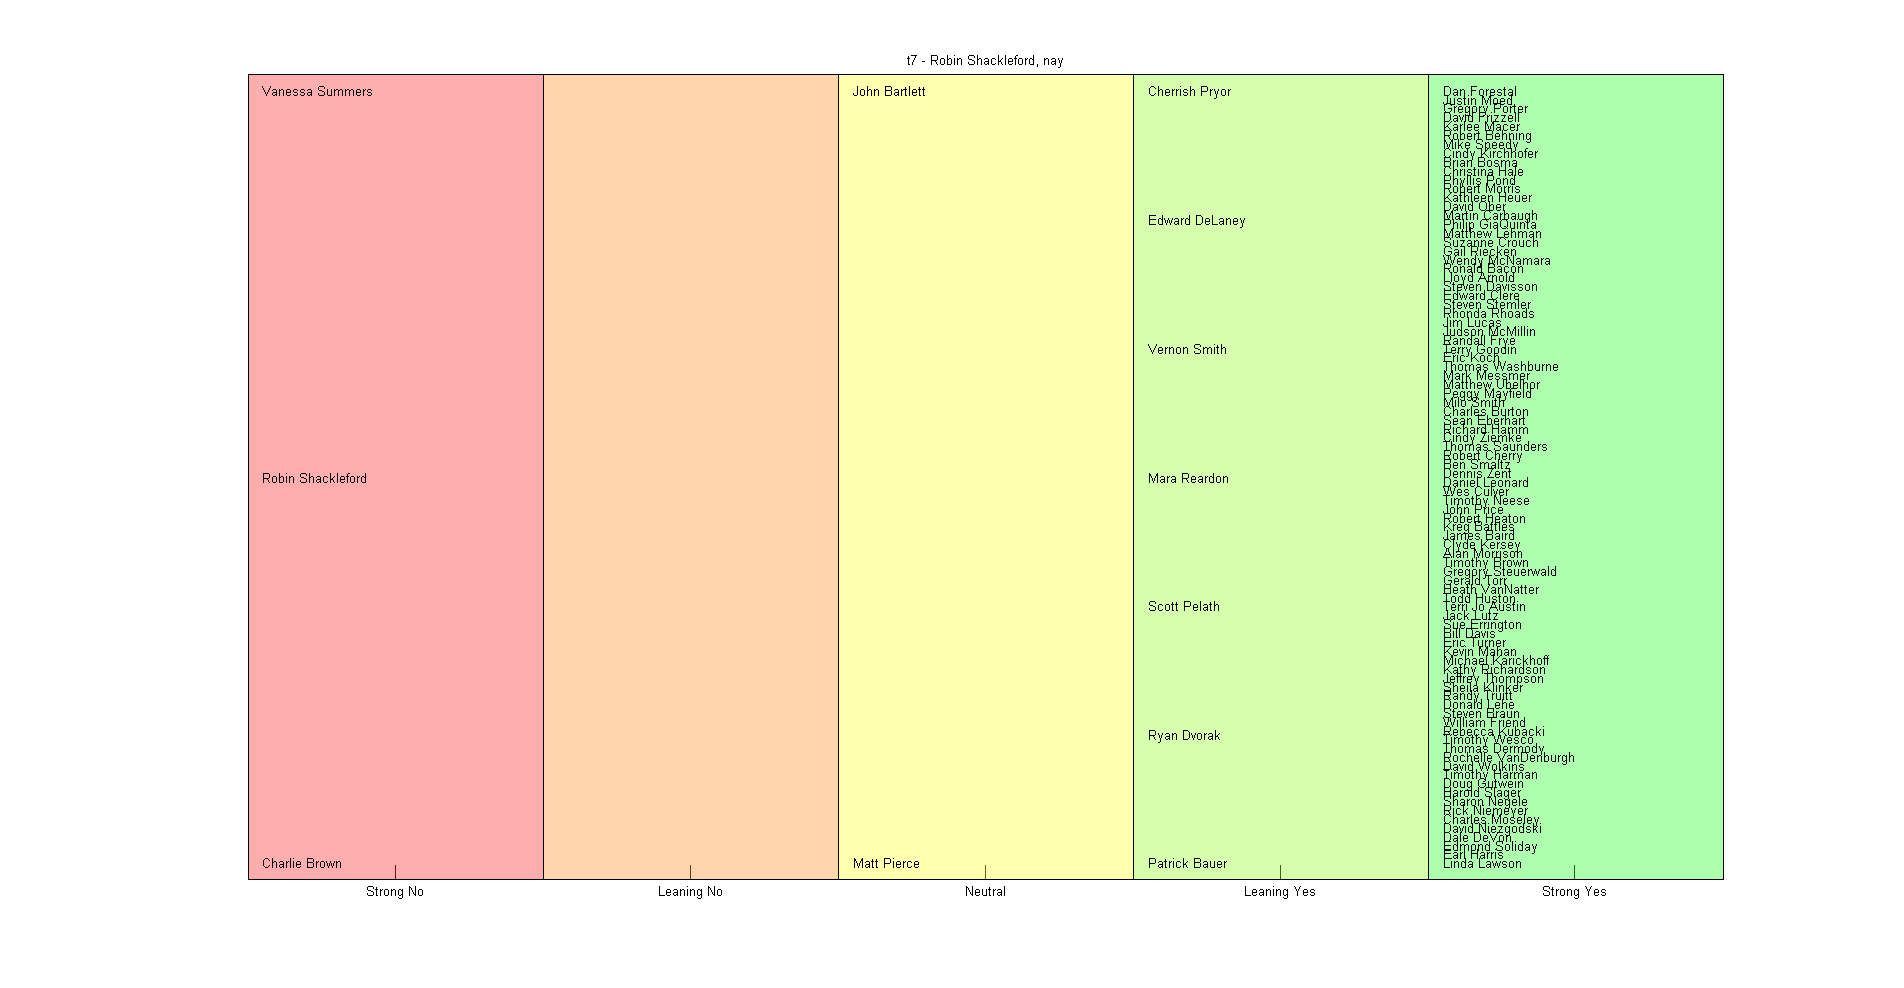 t7 - Robin Shackleford, nay
Vanessa Summers
Robin Shackleford
Charlie Brown
John Bartlett
Matt Pierce
Cherrish Pryor
Edward DeLaney
Vernon Smith
Mara Reardon
Scott Pelath
Ryan Dvorak
Patrick Bauer
Dan Forestal
Justin Moed
Gregory Porter
David Frizzell
Karlee Macer
Robert Behning
Mike Speedy
Cindy Kirchhofer
Brian Bosma
Christina Hale
Phyllis Pond
Robert Morris
Kathleen Heuer
David Ober
Martin Carbaugh
Philip GiaQuinta
Matthew Lehman
Suzanne Crouch
Gail Riecken
Wendy McNamara
Ronald Bacon
Lloyd Arnold
Steven Davisson
Edward Clere
Steven Stemler
Rhonda Rhoads
Jim Lucas
Judson McMillin
Randall Frye
Terry Goodin
Eric Koch
Thomas Washburne
Mark Messmer
Matthew Ubelhor
Peggy Mayfield
Milo Smith
Charles Burton
Sean Eberhart
Richard Hamm
Cindy Ziemke
Thomas Saunders
Robert Cherry
Ben Smaltz
Dennis Zent
Daniel Leonard
Wes Culver
Timothy Neese
John Price
Robert Heaton
Kreg Battles
James Baird
Clyde Kersey
Alan Morrison
Timothy Brown
Gregory Steuerwald
Gerald Torr
Heath VanNatter
Todd Huston
Terri Jo Austin
Jack Lutz
Sue Errington
Bill Davis
Eric Turner
Kevin Mahan
Michael Karickhoff
Kathy Richardson
Jeffrey Thompson
Sheila Klinker
Randy Truitt
Donald Lehe
Steven Braun
William Friend
Rebecca Kubacki
Timothy Wesco
Thomas Dermody
Rochelle VanDenburgh
David Wolkins
Timothy Harman
Doug Gutwein
Harold Slager
Sharon Negele
Rick Niemeyer
Charles Moseley
David Niezgodski
Dale DeVon
Edmond Soliday
Earl Harris
Linda Lawson
Strong No
Leaning No
Neutral
Leaning Yes
Strong Yes